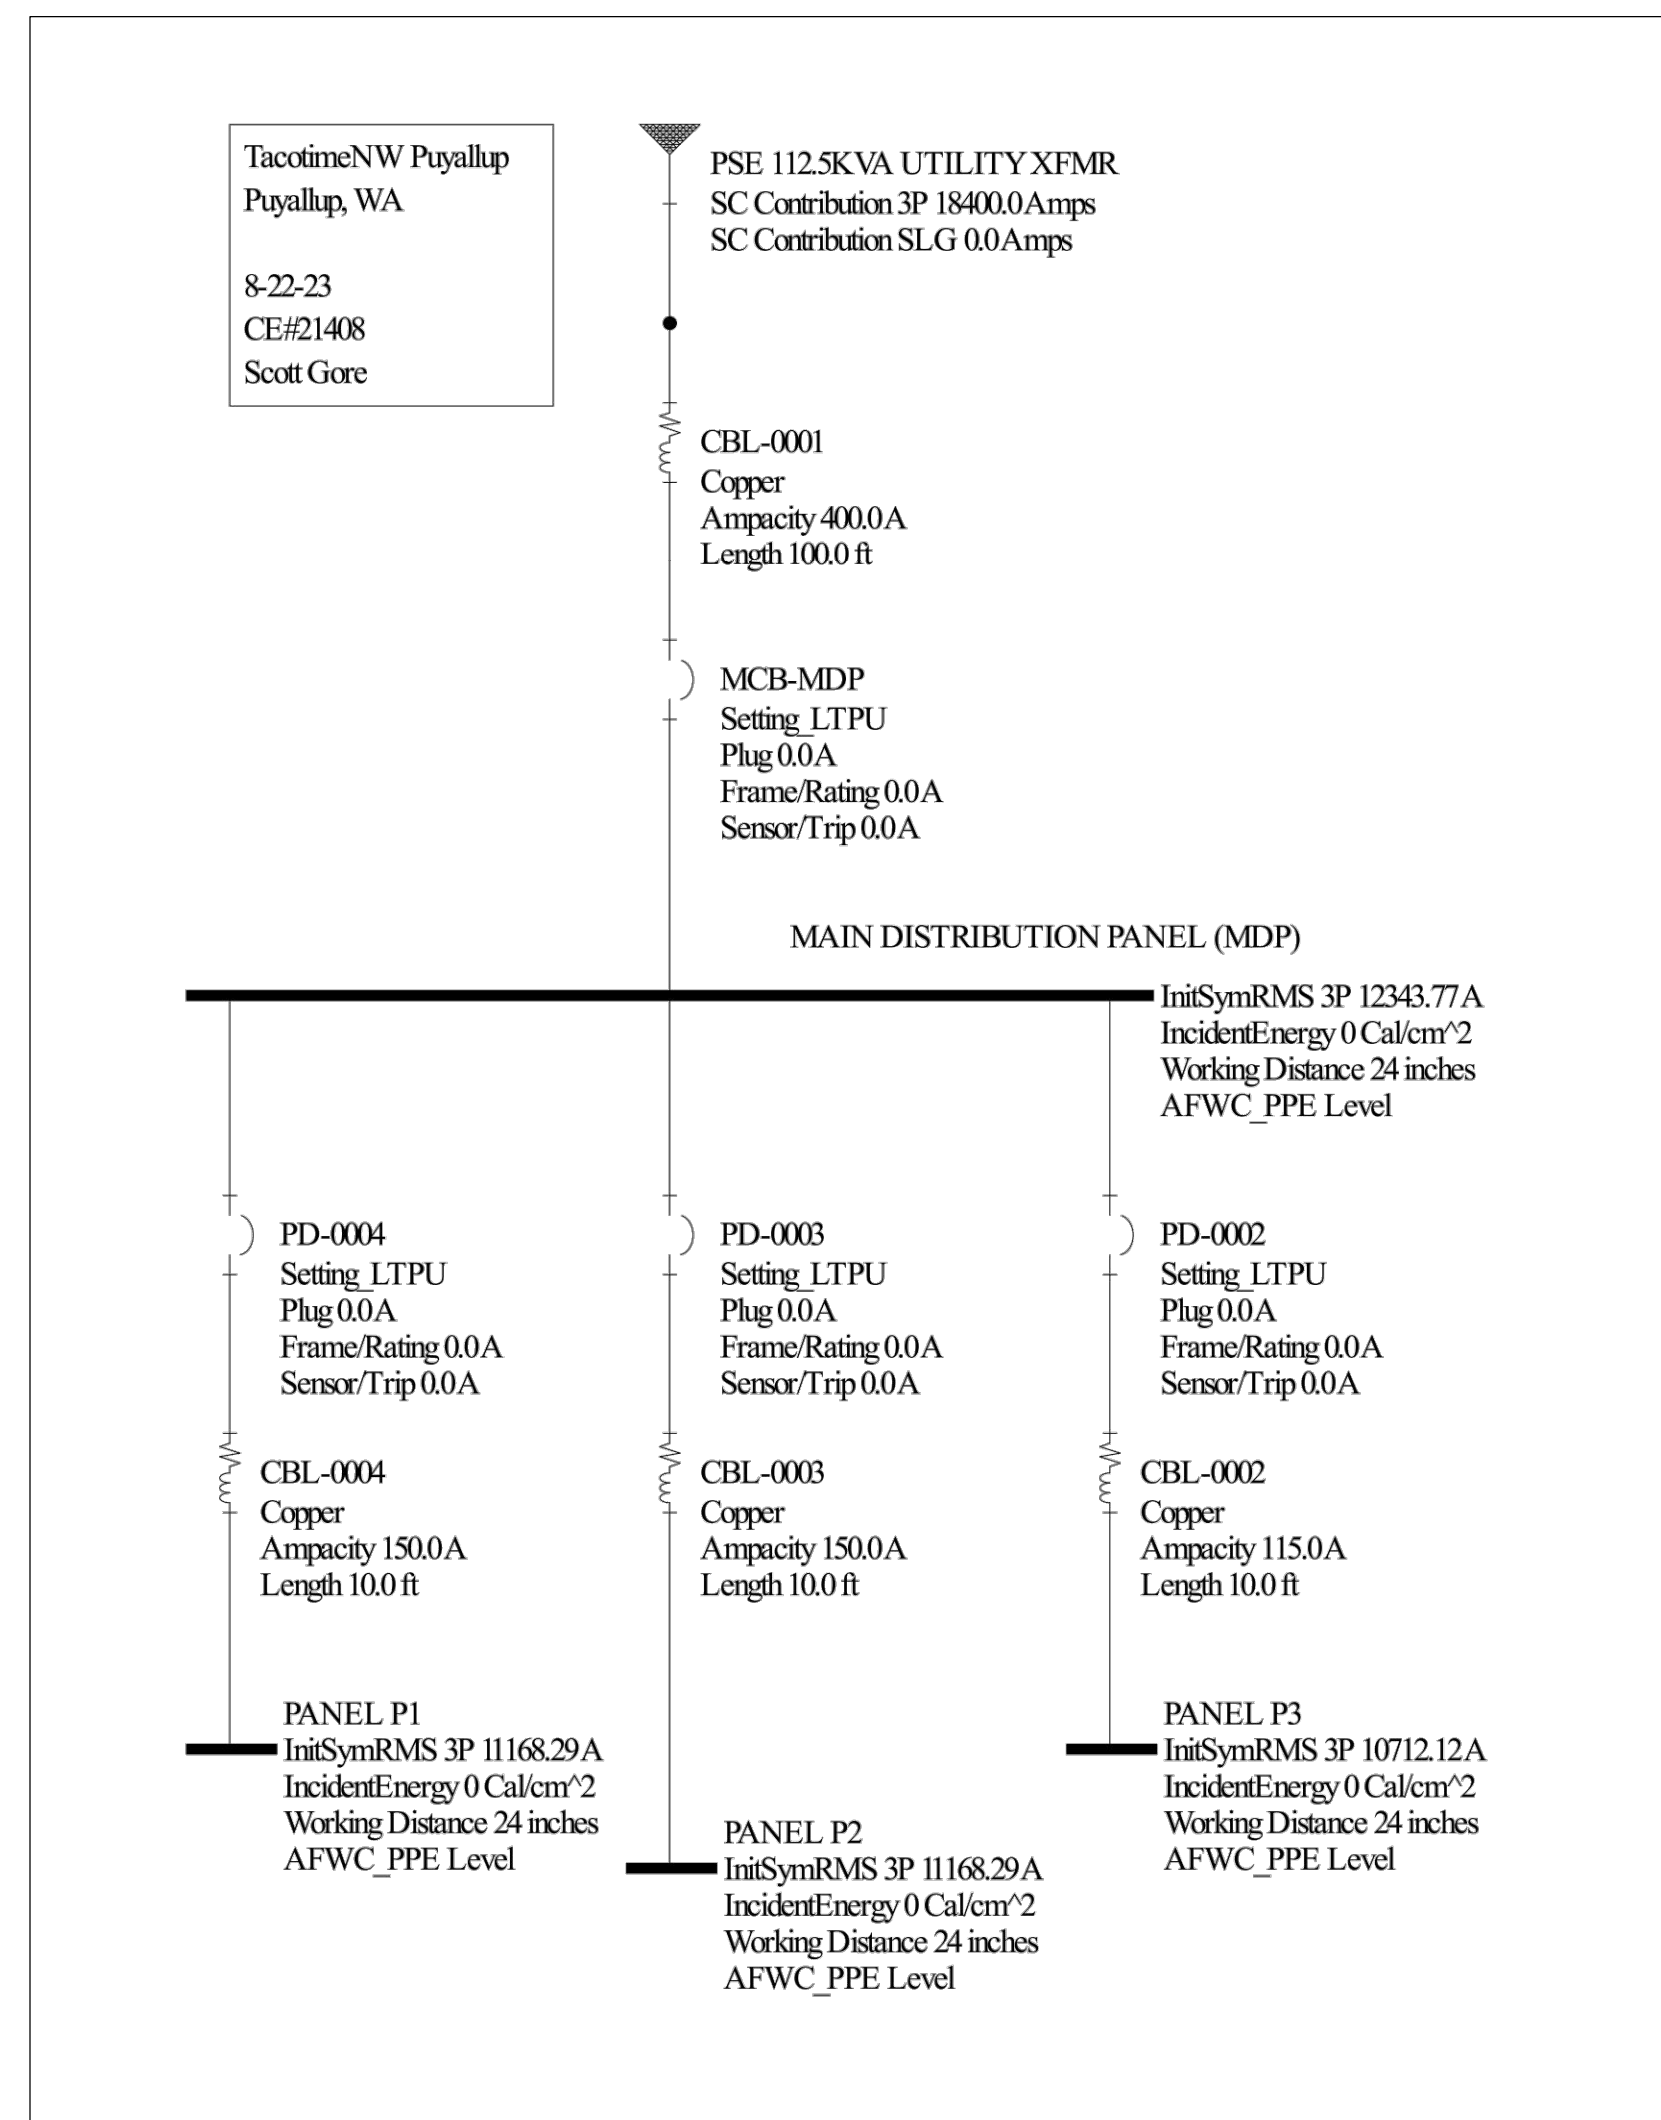 TacotimeNW Puyallup
Puyallup, WA
8-22-23
CE#21408
Scott Gore
PSE 112.5KVA UTILITY XFMR
SC Contribution 3P 18400.0 Amps
SC Contribution SLG 0.0 Amps
CBL-0001
Copper
Ampacity 400.0 A
Length 100.0 ft
MCB-MDP
Setting_LTPU
Plug 0.0 A
Frame/Rating 0.0 A
Sensor/Trip 0.0 A
MAIN DISTRIBUTION PANEL (MDP)
InitSymRMS 3P 12343.77 A
IncidentEnergy 0 Cal/cm^2
Working Distance 24 inches
AFWC_PPE Level
PD-0004
Setting_LTPU
Plug 0.0 A
Frame/Rating 0.0 A
Sensor/Trip 0.0 A
PD-0003
Setting_LTPU
Plug 0.0 A
Frame/Rating 0.0 A
Sensor/Trip 0.0 A
PD-0002
Setting_LTPU
Plug 0.0 A
Frame/Rating 0.0 A
Sensor/Trip 0.0 A
CBL-0004
Copper
Ampacity 150.0 A
Length 10.0 ft
CBL-0003
Copper
Ampacity 150.0 A
Length 10.0 ft
CBL-0002
Copper
Ampacity 115.0 A
Length 10.0 ft
PANEL P1
InitSymRMS 3P 11168.29 A
IncidentEnergy 0 Cal/cm^2
Working Distance 24 inches
AFWC_PPE Level
PANEL P2
InitSymRMS 3P 11168.29 A
IncidentEnergy 0 Cal/cm^2
Working Distance 24 inches
AFWC_PPE Level
PANEL P3
InitSymRMS 3P 10712.12 A
IncidentEnergy 0 Cal/cm^2
Working Distance 24 inches
AFWC_PPE Level